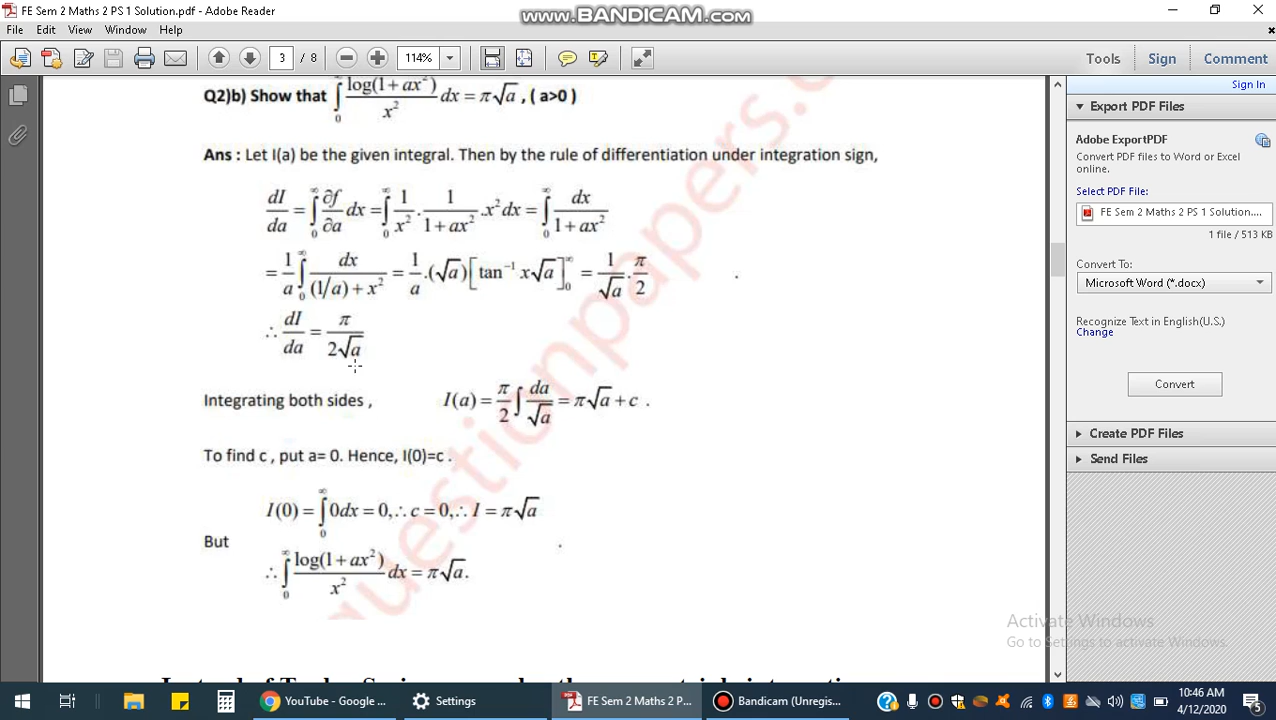 FE Sem 2 Maths 2 PS 1 Solution.pdf - Adobe Reader
www.BANDICAM.com
File Edit View Window Help
3 / 8 114% Tools Sign Comment
Sign In
Q2)b) Show that ∫₀^∞ log(1+ax²)/x² dx = π√a , ( a>0 )
Ans : Let I(a) be the given integral. Then by the rule of differentiation under integration sign,
dI/da = ∫₀^∞ ∂f/∂a dx = ∫₀^∞ 1/x² . 1/(1+ax²) .x² dx = ∫₀^∞ dx/(1+ax²)
= 1/a ∫₀^∞ dx/((1/a)+x²) = 1/a .(√a)[tan⁻¹ x√a]₀^∞ = 1/√a . π/2 .
∴ dI/da = π/(2√a)
Integrating both sides , I(a) = π/2 ∫ da/√a = π√a + c .
To find c , put a= 0. Hence, I(0)=c .
I(0) = ∫₀^∞ 0dx = 0,∴ c = 0,∴ I = π√a
But .
∴ ∫₀^∞ log(1+ax²)/x² dx = π√a.
questionpapers.com
Export PDF Files
Adobe ExportPDF
Convert PDF files to Word or Excel
online.
Select PDF File:
FE Sem 2 Maths 2 PS 1 Solution....
1 file / 513 KB
Convert To:
Microsoft Word (*.docx)
Recognize Text in English(U.S.)
Change
Convert
Create PDF Files
Send Files
Activate Windows
Go to Settings to activate Windows.
YouTube - Google ... Settings FE Sem 2 Maths 2 P... Bandicam (Unregis...
10:46 AM
4/12/2020
5